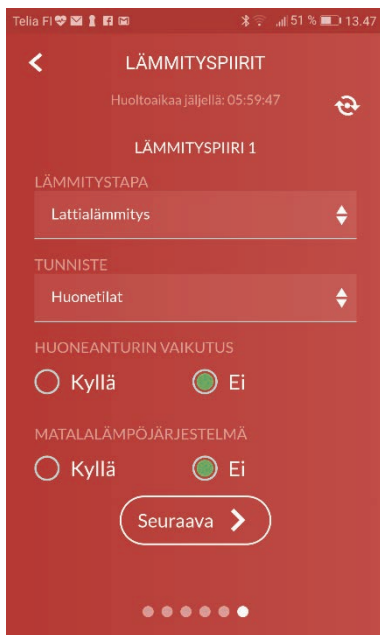 Telia FI 51 % 13.47
LÄMMITYSPIIRIT
Huoltoaikaa jäljellä: 05:59:47
LÄMMITYSPIIRI 1
LÄMMITYSTAPA
Lattialämmitys
TUNNISTE
Huonetilat
HUONEANTURIN VAIKUTUS
Kyllä Ei
MATALALÄMPÖJÄRJESTELMÄ
Kyllä Ei
Seuraava